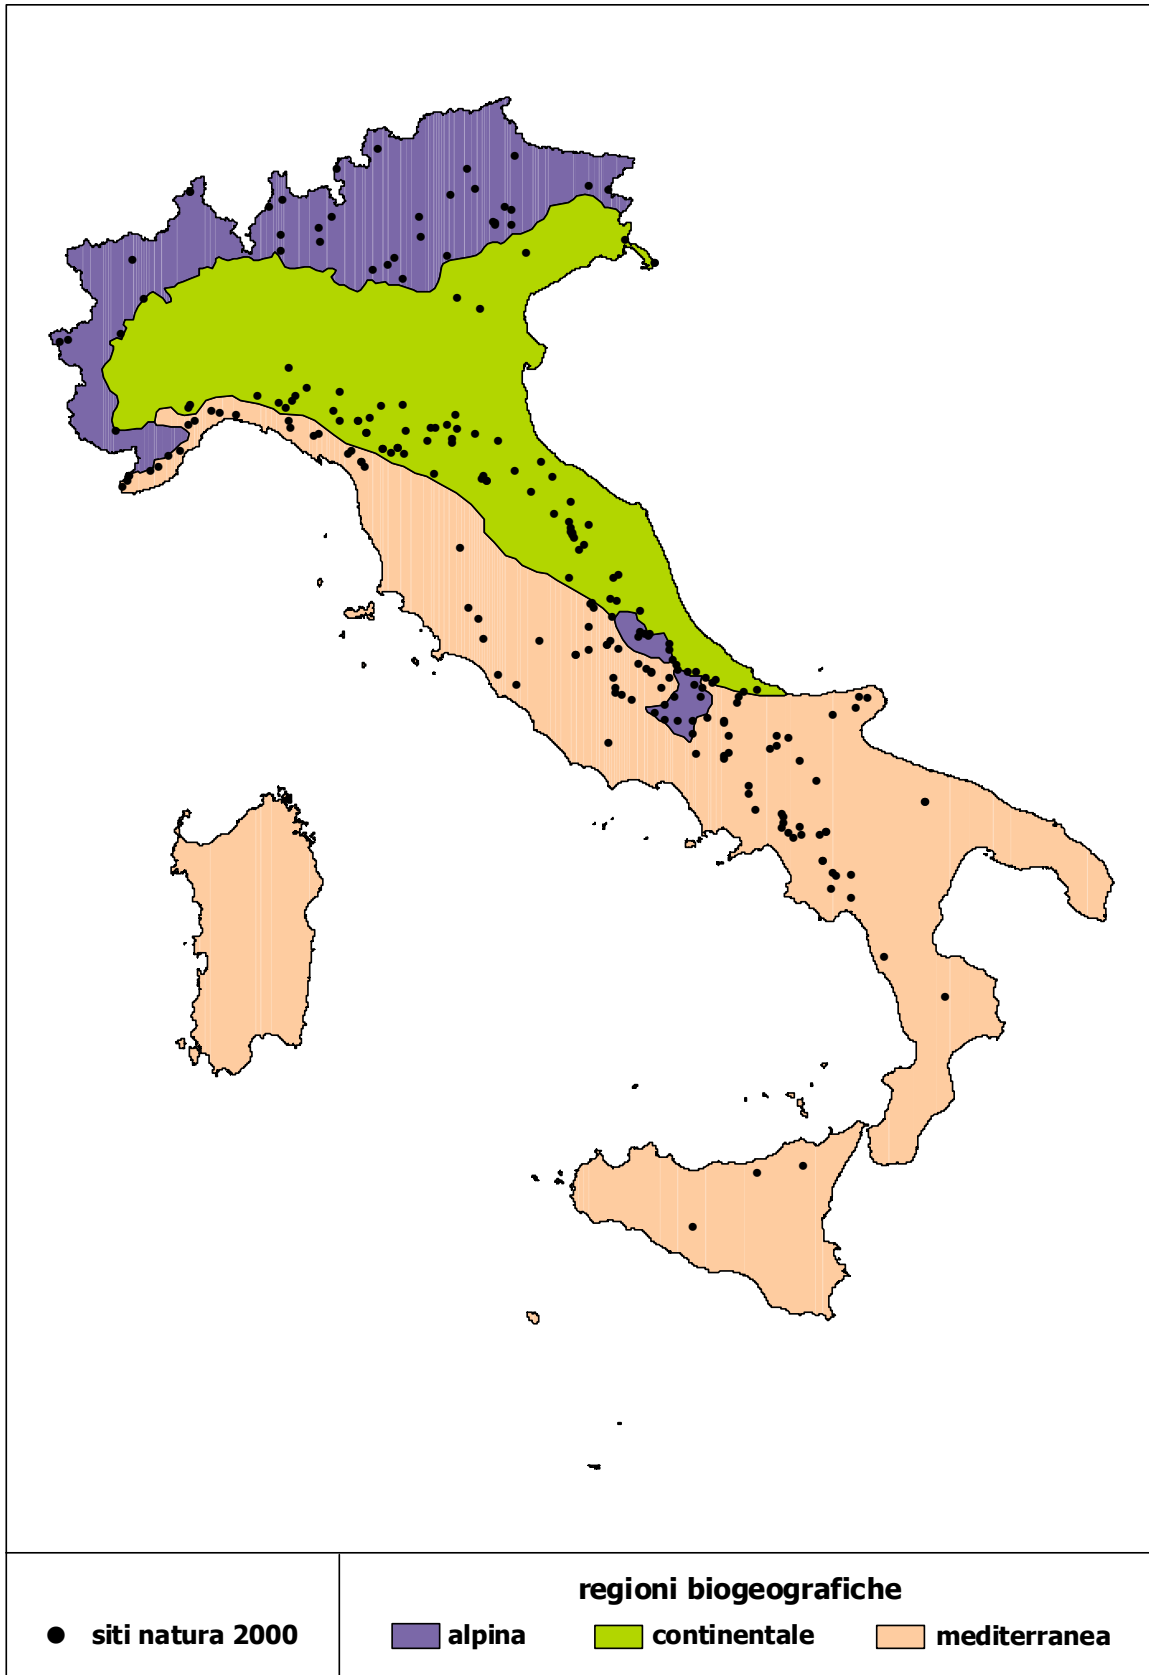 regioni biogeografiche
siti natura 2000
alpina
continentale
mediterranea